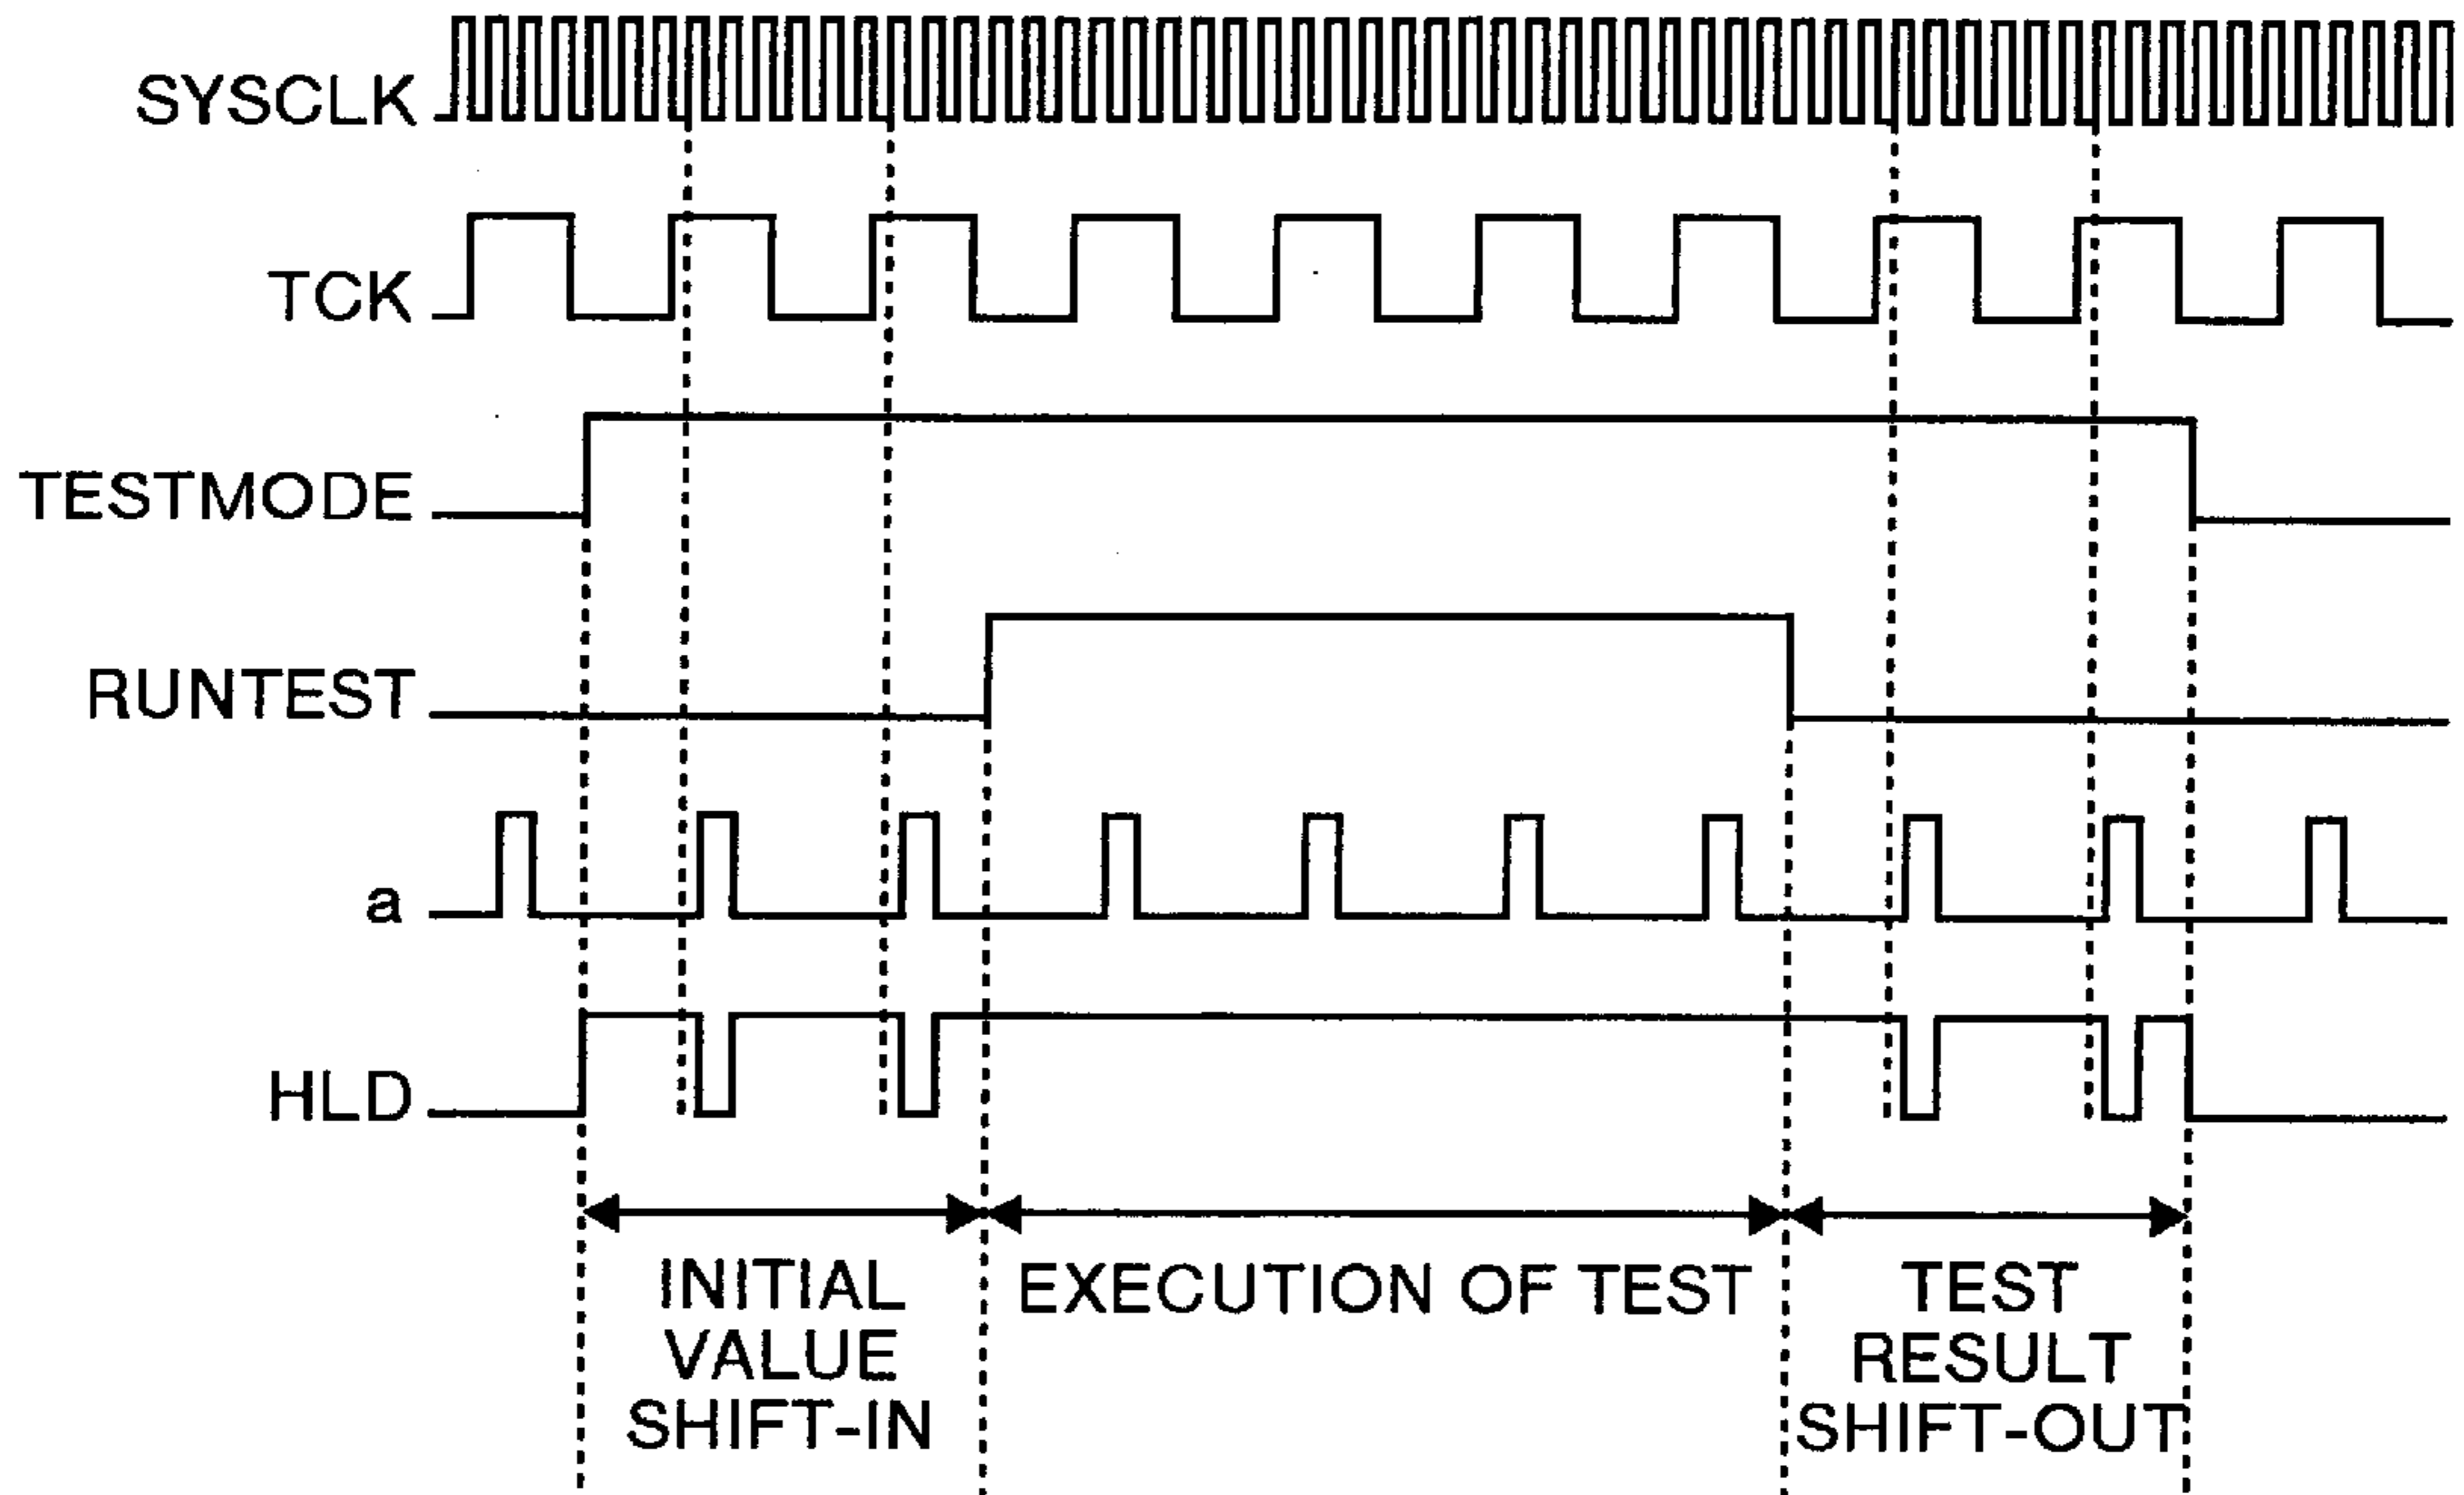 SYSCLK
TCK
TESTMODE
RUNTEST
a
HLD
INITIAL
VALUE
SHIFT-IN
EXECUTION OF TEST
TEST
RESULT
SHIFT-OUT